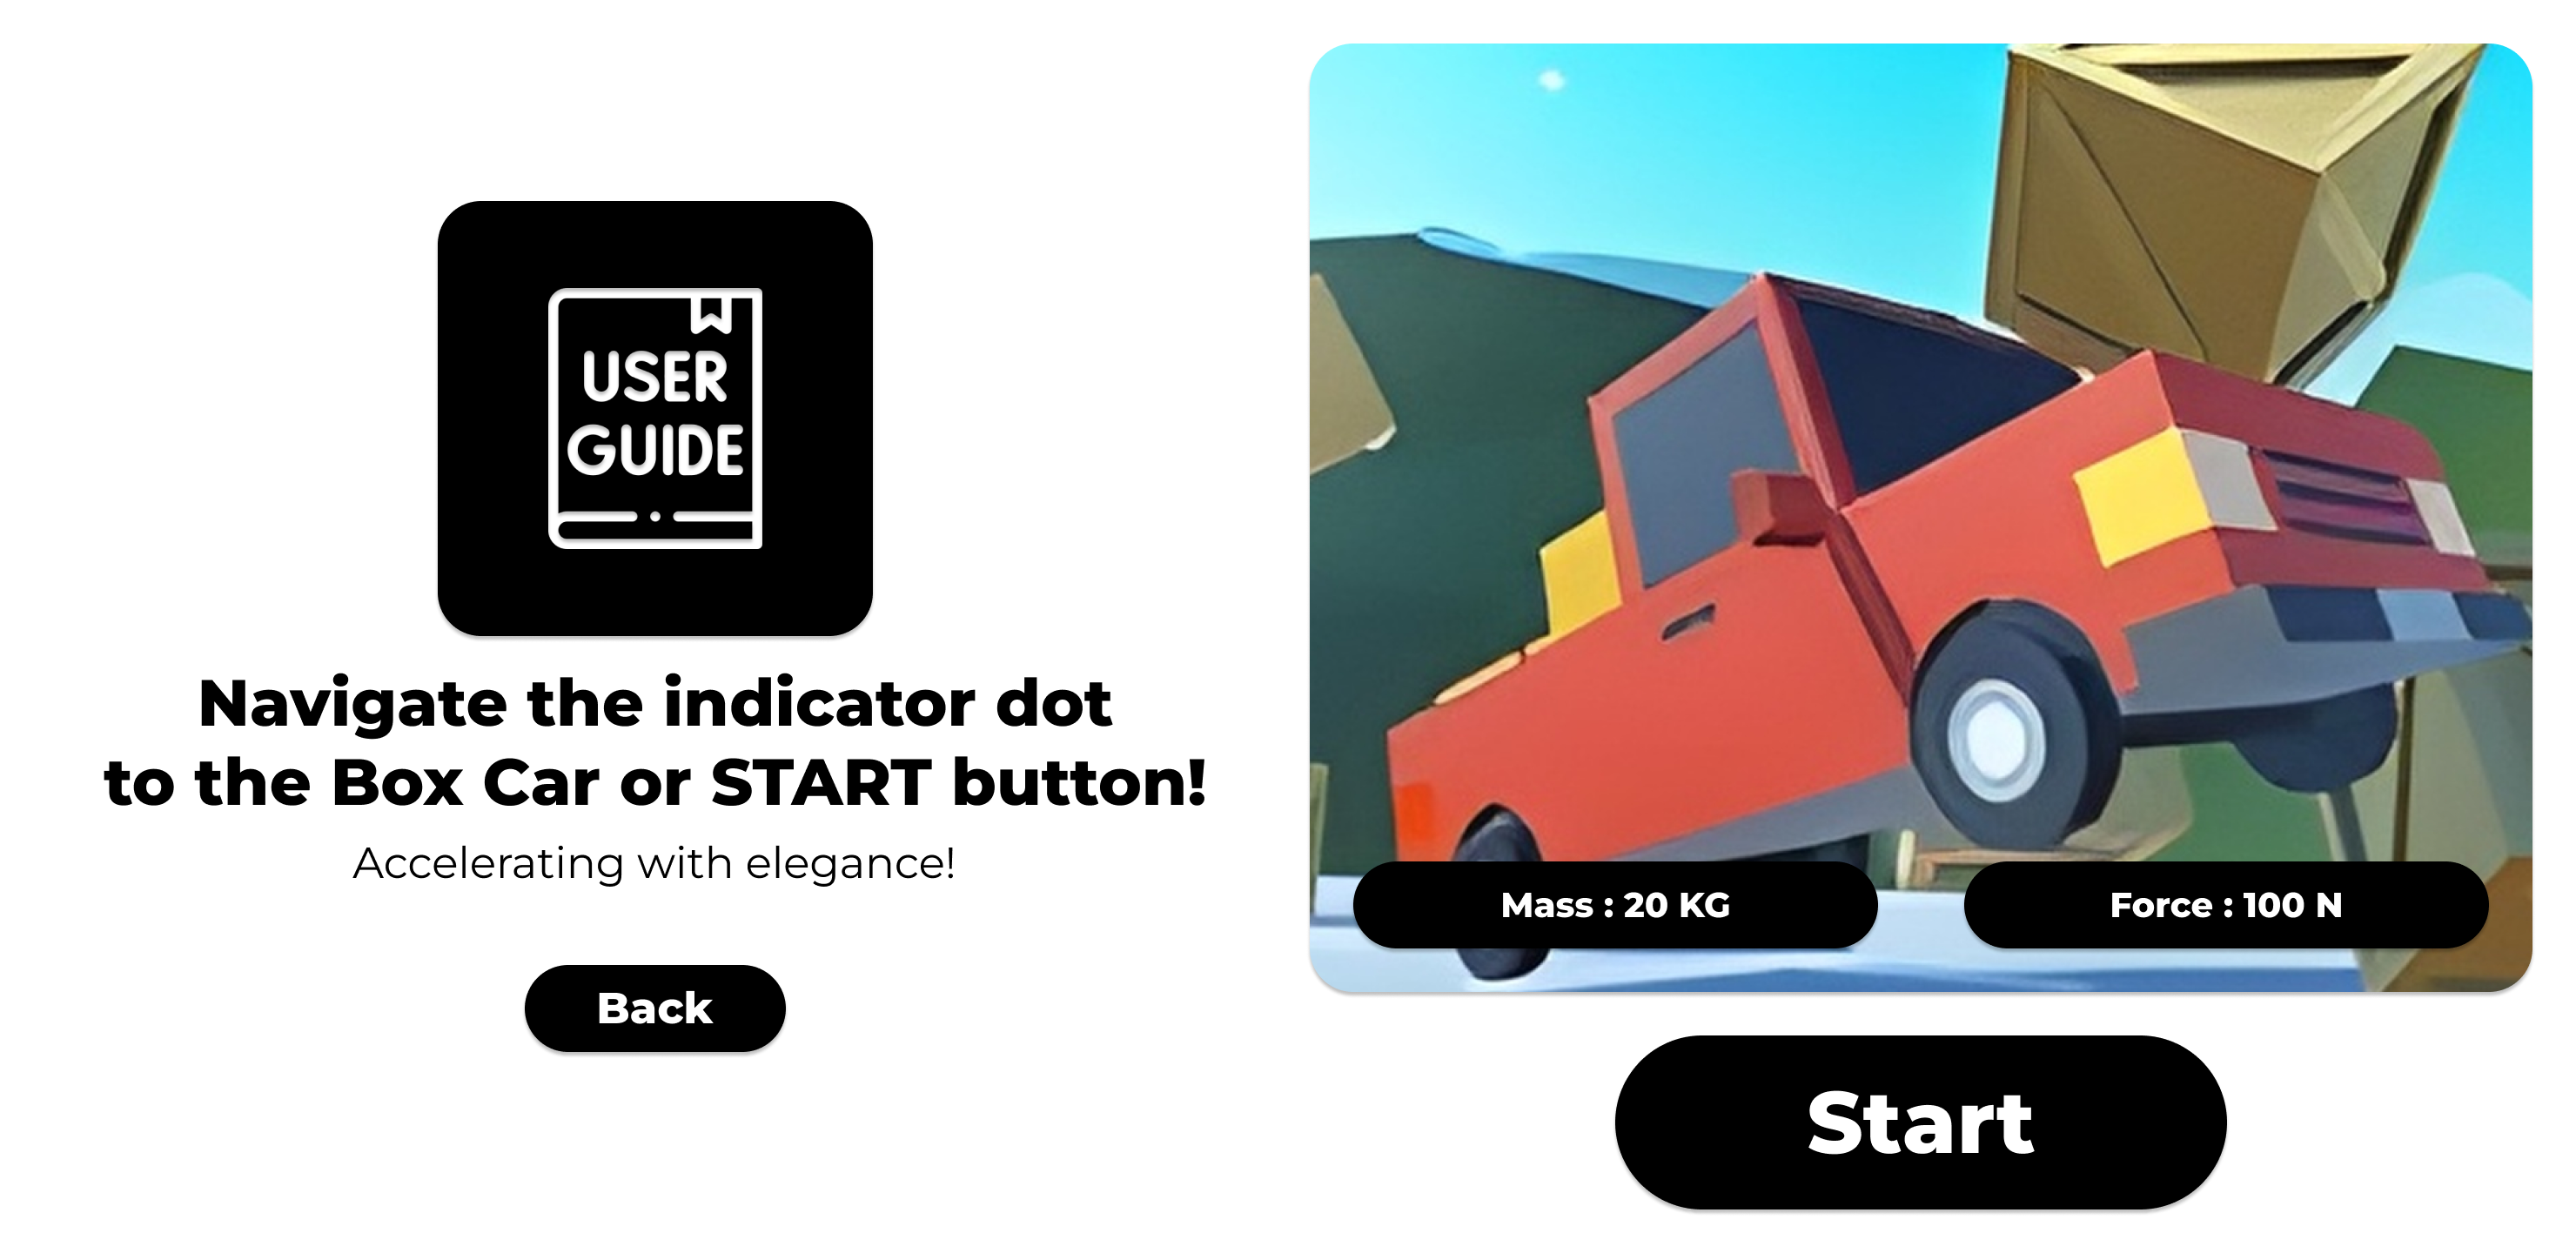 USER
GUIDE
Navigate the indicator dot
to the Box Car or START button!
Accelerating with elegance!
Back
Mass : 20 KG
Force : 100 N
Start